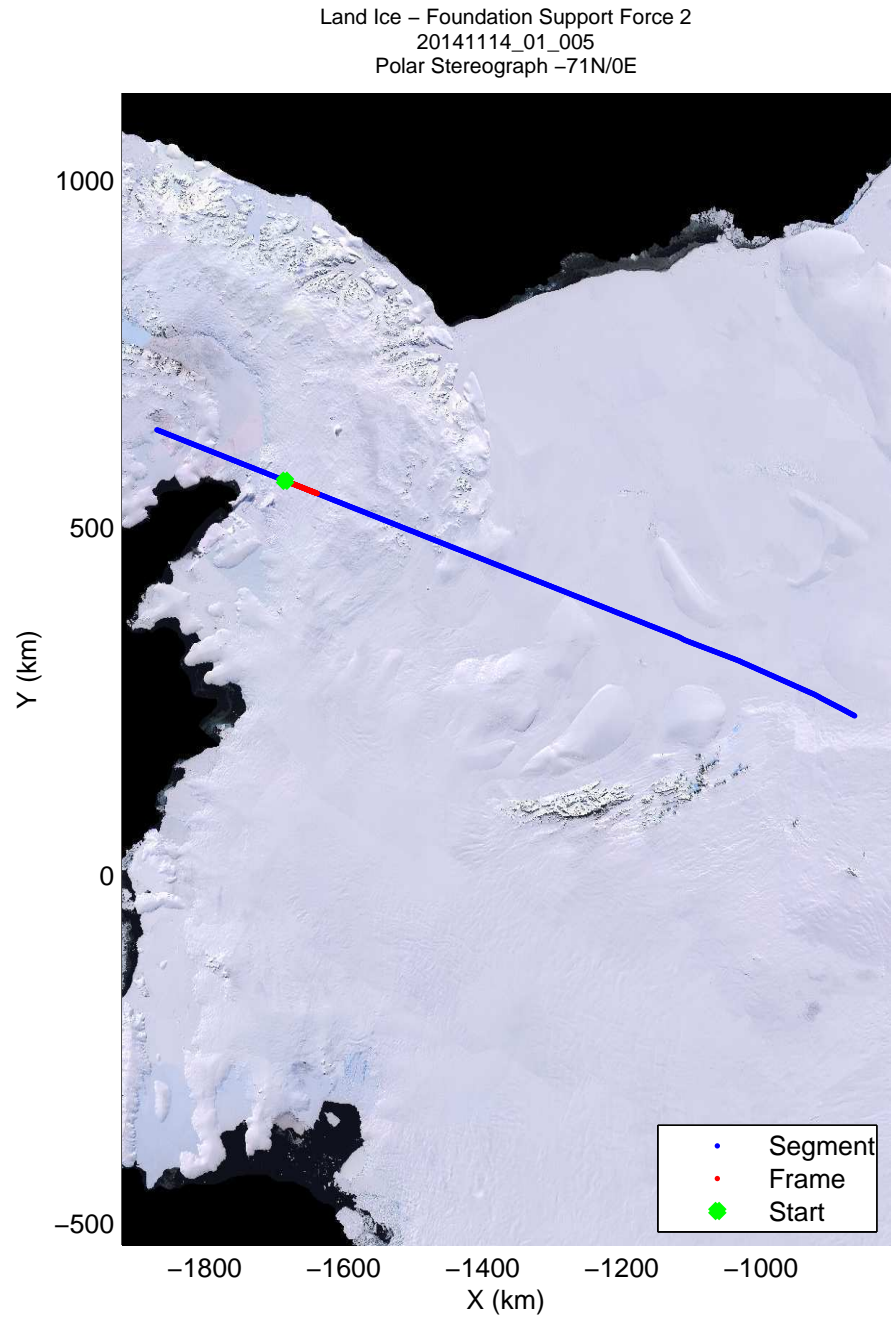 Land Ice − Foundation Support Force 2
20141114_01_005
Polar Stereograph −71N/0E
1000
500
Y (km)
0
−500
Segment
Frame
Start
−1800 −1600 −1400 −1200 −1000
X (km)